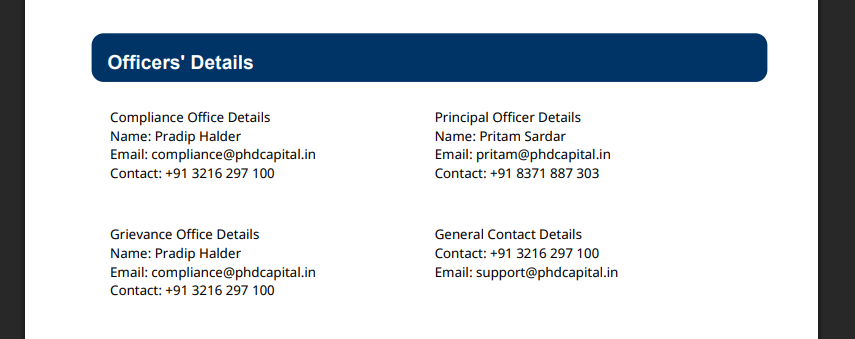 Officers' Details
Compliance Office Details
Name: Pradip Halder
Email: compliance@phdcapital.in
Contact: +91 3216 297 100
Principal Officer Details
Name: Pritam Sardar
Email: pritam@phdcapital.in
Contact: +91 8371 887 303
Grievance Office Details
Name: Pradip Halder
Email: compliance@phdcapital.in
Contact: +91 3216 297 100
General Contact Details
Contact: +91 3216 297 100
Email: support@phdcapital.in